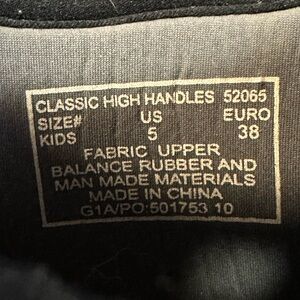 CLASSIC HIGH HANDLES 52065
SIZE# US EURO
KIDS 5 38
FABRIC UPPER
BALANCE RUBBER AND
MAN MADE MATERIALS
MADE IN CHINA
G1A/PO:501753 10